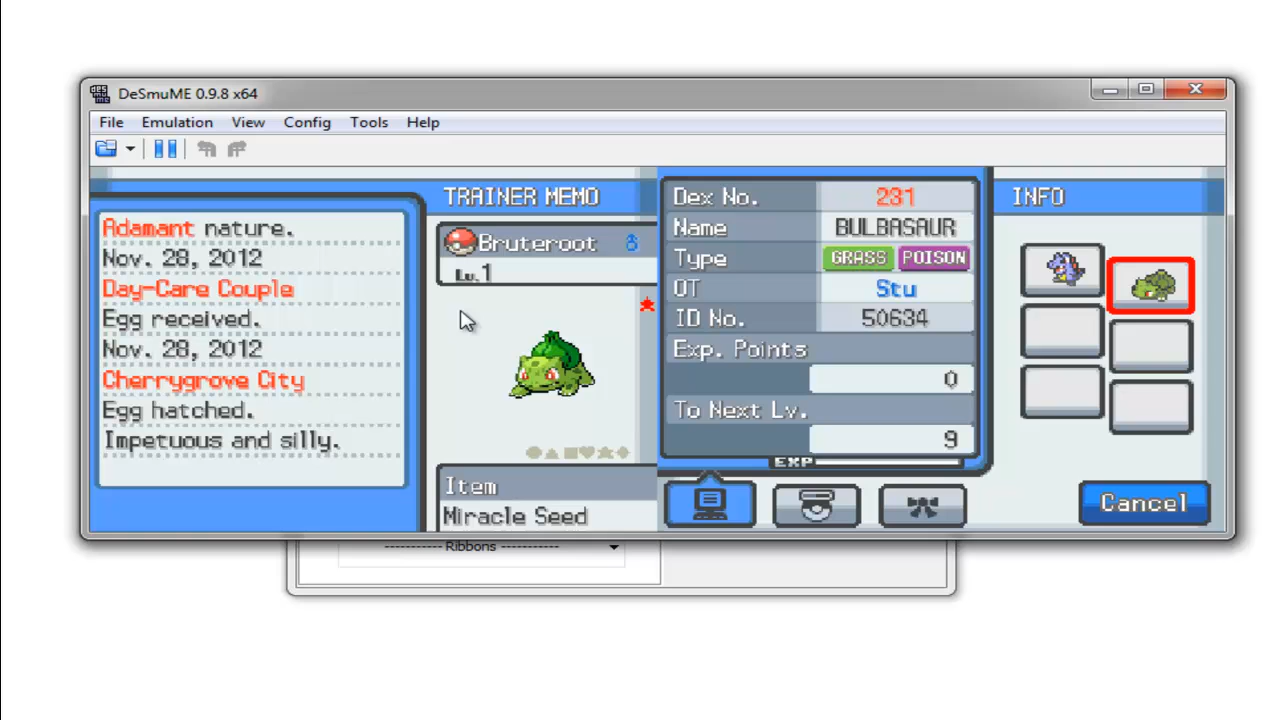 DeSmuME 0.9.8 x64
File Emulation View Config Tools Help
Adamant nature.
Nov. 28, 2012
Day-Care Couple
Egg received.
Nov. 28, 2012
Cherrygrove City
Egg hatched.
Impetuous and silly.
TRAINER MEMO
Bruteroot
Lv.1
Item
Miracle Seed
Dex No. 231
Name BULBASAUR
Type GRASS POISON
OT Stu
ID No. 50634
Exp. Points
0
To Next Lv.
9
EXP
INFO
Cancel
----------- Ribbons -----------